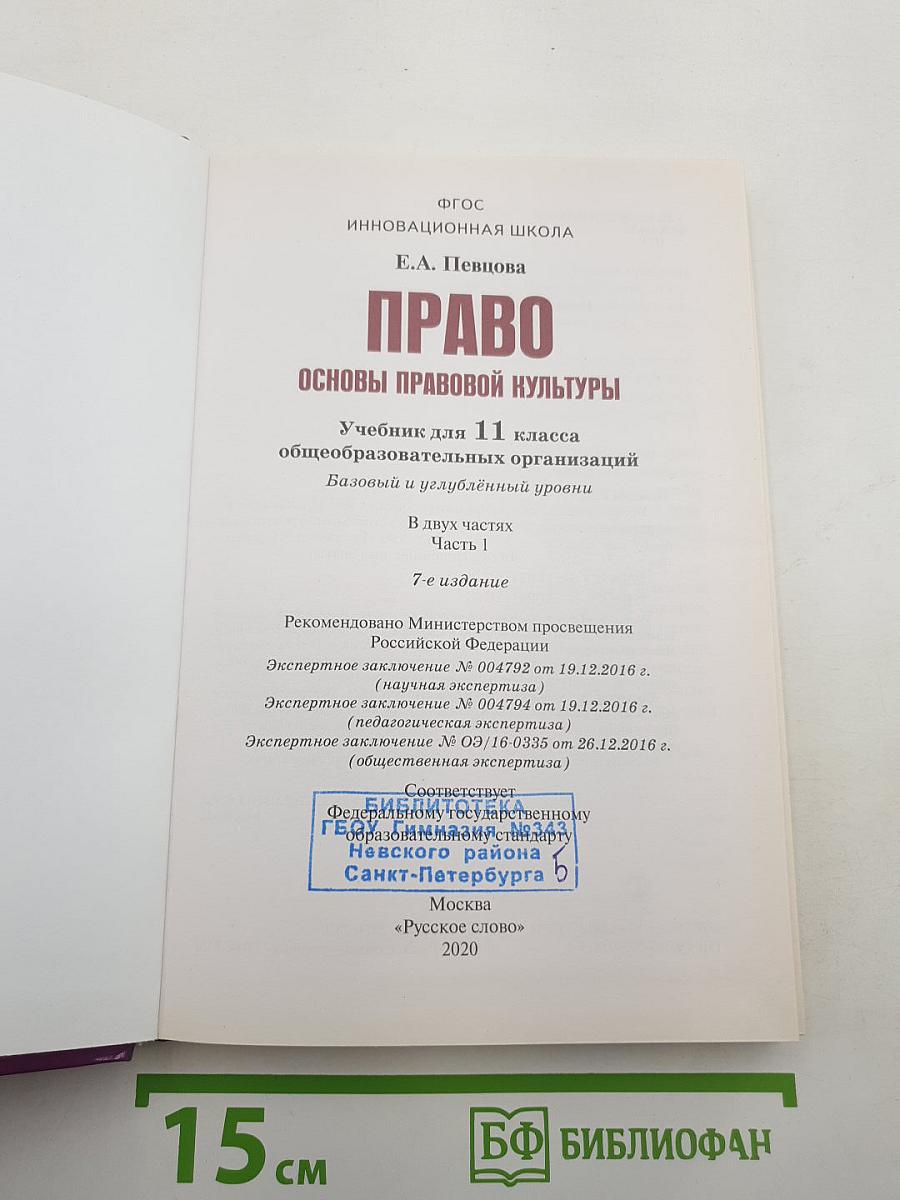 ФГОС
ИННОВАЦИОННАЯ ШКОЛА
Е.А. Певцова
ПРАВО
ОСНОВЫ ПРАВОВОЙ КУЛЬТУРЫ
Учебник для 11 класса
общеобразовательных организаций
Базовый и углублённый уровни
В двух частях
Часть 1
7-е издание
Рекомендовано Министерством просвещения
Российской Федерации
Экспертное заключение № 004792 от 19.12.2016 г.
(научная экспертиза)
Экспертное заключение № 004794 от 19.12.2016 г.
(педагогическая экспертиза)
Экспертное заключение № ОЭ/16-0335 от 26.12.2016 г.
(общественная экспертиза)
Соответствует
Федеральному государственному
образовательному стандарту
БИБЛИТОТЕКА
ГБОУ Гимназия №343
Невского района
Санкт-Петербурга Б
Москва
«Русское слово»
2020
15 см
БФ БИБЛИОФАН